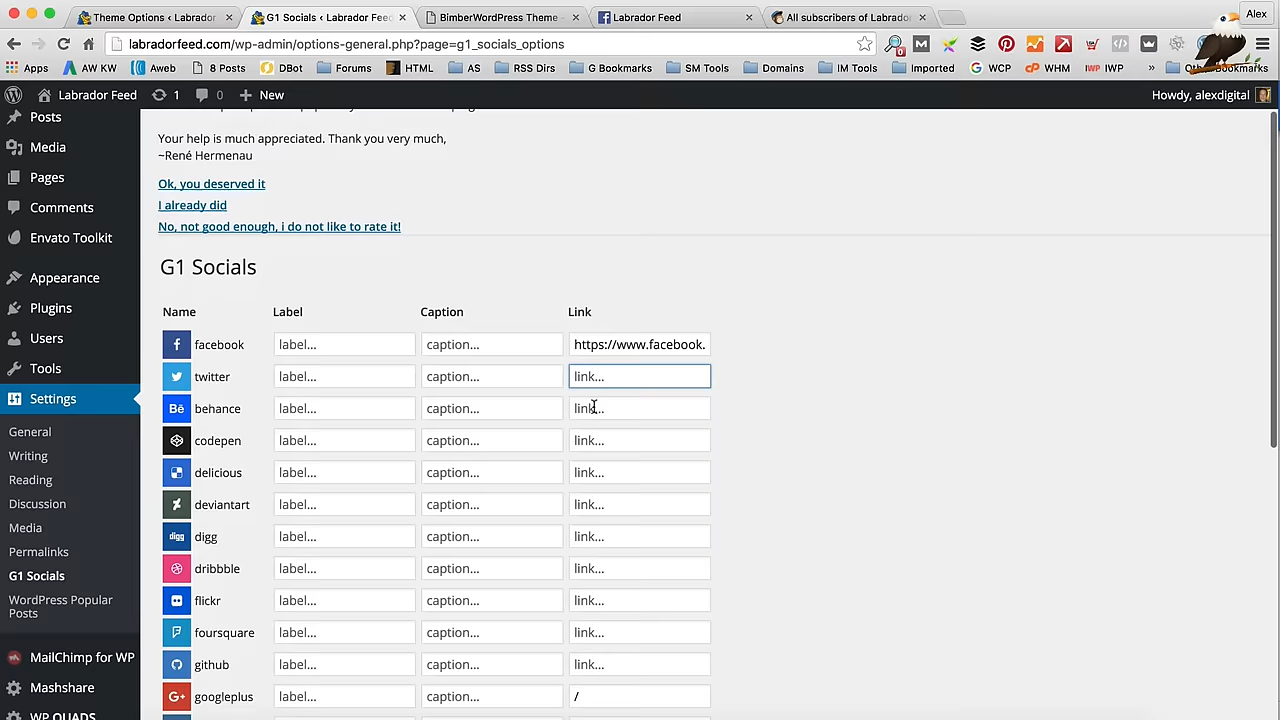 Theme Options ‹ Labrador
G1 Socials ‹ Labrador Feed
BimberWordPress Theme -
Labrador Feed
All subscribers of Labrador
Alex
labradorfeed.com/wp-admin/options-general.php?page=g1_socials_options
Apps
AW KW
Aweb
8 Posts
DBot
Forums
HTML
AS
RSS Dirs
G Bookmarks
SM Tools
Domains
IM Tools
Imported
WCP
WHM
IWP
IWP
»
Labrador Feed
1
0
New
Howdy, alexdigital
Posts
Media
Pages
Comments
Envato Toolkit
Appearance
Plugins
Users
Tools
Settings
General
Writing
Reading
Discussion
Media
Permalinks
G1 Socials
WordPress Popular
Posts
MailChimp for WP
Mashshare
WP QUADS
Your help is much appreciated. Thank you very much,
~René Hermenau
Ok, you deserved it
I already did
No, not good enough, i do not like to rate it!
G1 Socials
Name Label Caption Link
facebook label... caption... https://www.facebook.
twitter label... caption... link...
Bē behance label... caption... link...
codepen label... caption... link...
delicious label... caption... link...
deviantart label... caption... link...
digg digg label... caption... link...
dribbble label... caption... link...
flickr label... caption... link...
foursquare label... caption... link...
github label... caption... link...
G+ googleplus label... caption... /